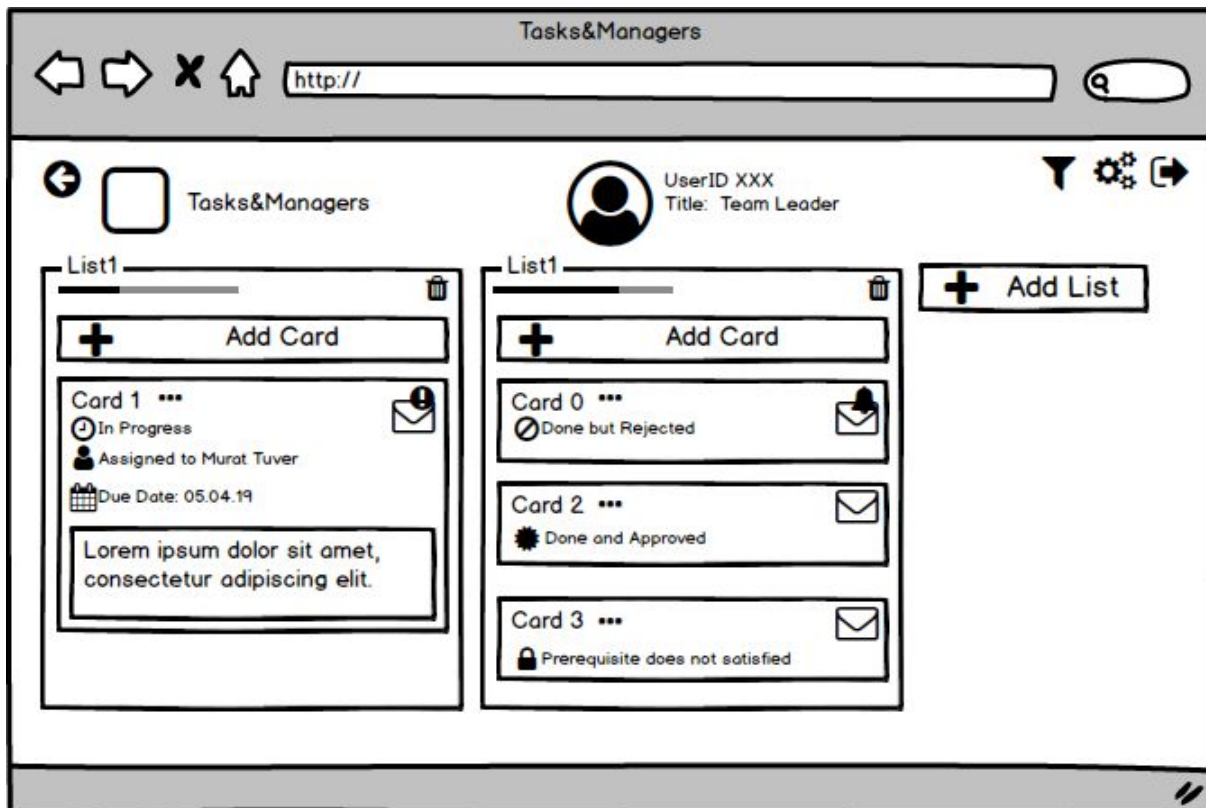 Tasks&Managers
http://
Tasks&Managers
UserID XXX
Title: Team Leader
List1
Add Card
Card 1 •••
In Progress
Assigned to Murat Tuver
Due Date: 05.04.19
Lorem ipsum dolor sit amet,
consectetur adipiscing elit.
List1
Add Card
Card 0 •••
Done but Rejected
Card 2 •••
Done and Approved
Card 3 •••
Prerequisite does not satisfied
Add List